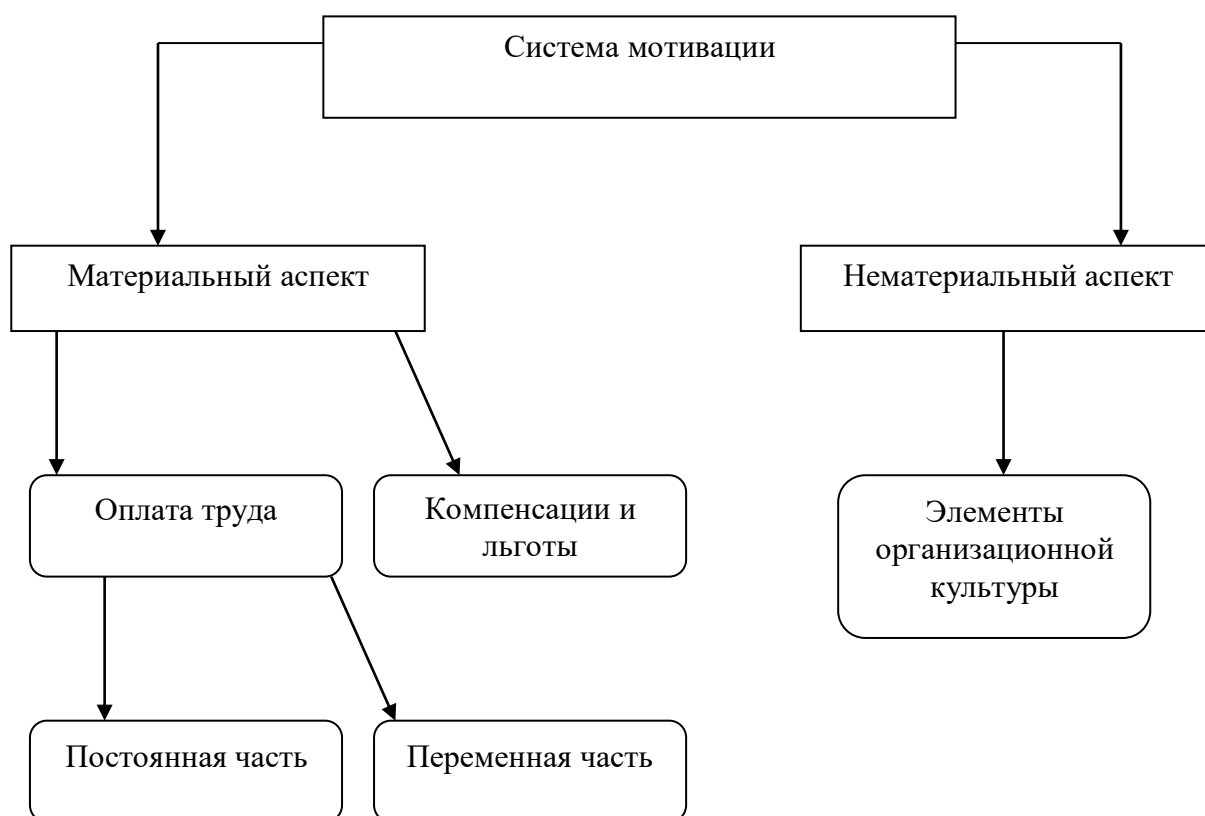 Система мотивации
Материальный аспект
Нематериальный аспект
Оплата труда
Компенсации и
льготы
Элементы
организационной
культуры
Постоянная часть
Переменная часть